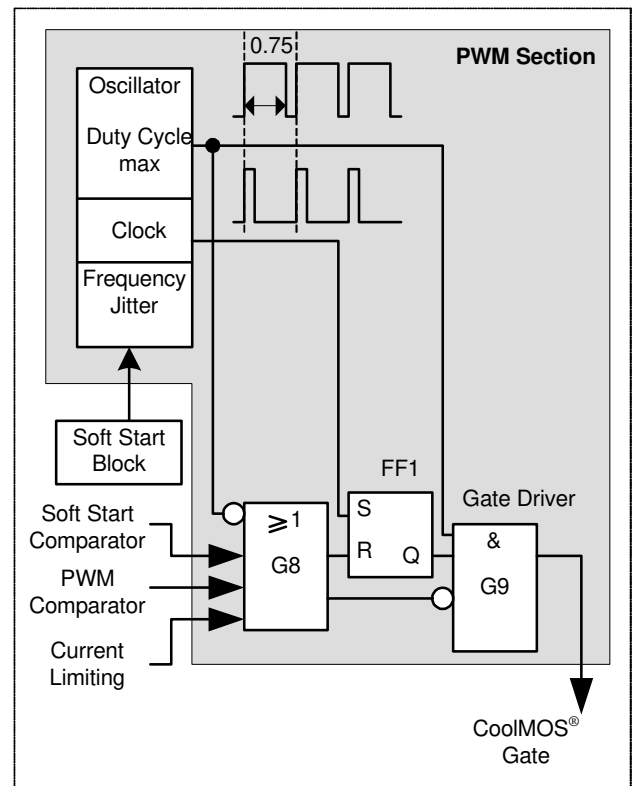 PWM Section
0.75
Oscillator
Duty Cycle
max
Clock
Frequency
Jitter
Soft Start
Block
FF1
Gate Driver
Soft Start
Comparator
PWM
Comparator
Current
Limiting
≥1
G8
S
R
Q
&
G9
CoolMOS®
Gate